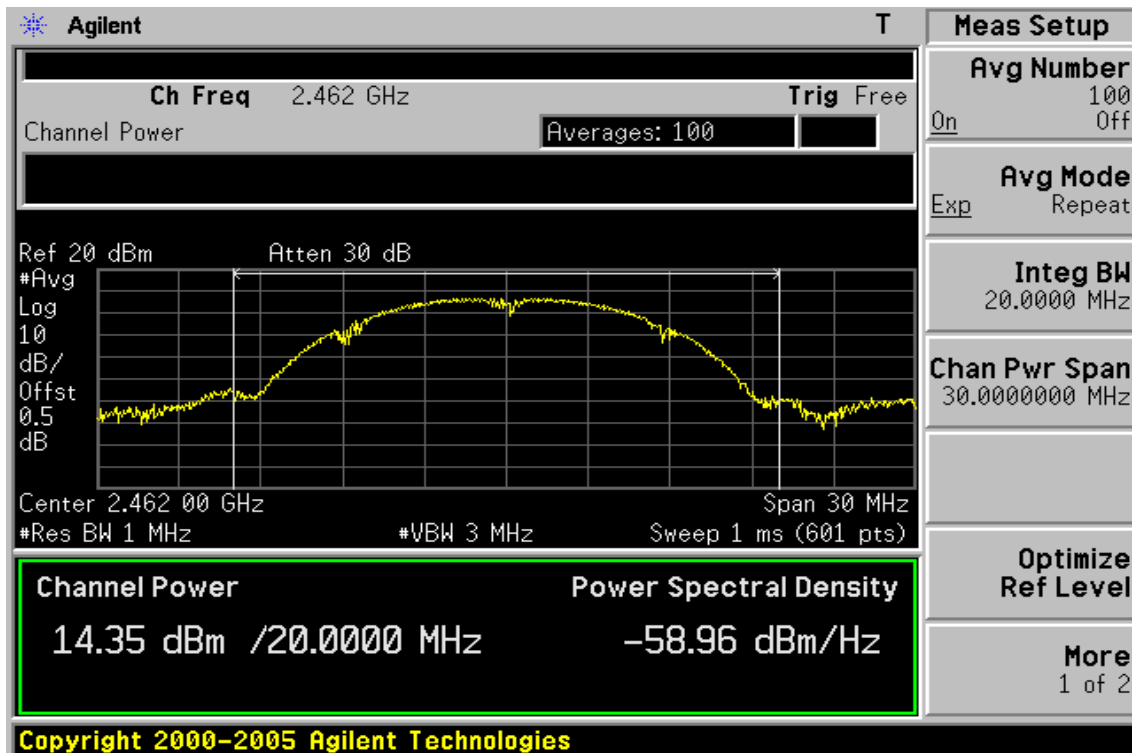 Agilent T
Ch Freq 2.462 GHz Trig Free
Channel Power Averages: 100
Ref 20 dBm Atten 30 dB
#Avg
Log
10
dB/
Offst
0.5
dB
Center 2.462 00 GHz Span 30 MHz
#Res BW 1 MHz #VBW 3 MHz Sweep 1 ms (601 pts)
Channel Power Power Spectral Density
14.35 dBm /20.0000 MHz -58.96 dBm/Hz
Copyright 2000-2005 Agilent Technologies
Meas Setup
Avg Number
100
On Off
Avg Mode
Exp Repeat
Integ BW
20.0000 MHz
Chan Pwr Span
30.0000000 MHz
Optimize
Ref Level
More
1 of 2